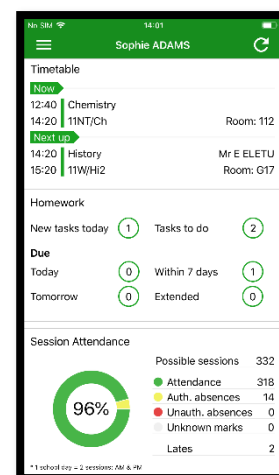 No SIM 14:01
Sophie ADAMS
Timetable
Now
12:40 Chemistry
14:20 11NT/Ch Room: 112
Next up
14:20 History Mr E ELETU
15:20 11W/Hi2 Room: G17
Homework
New tasks today 1 Tasks to do 2
Due
Today 0 Within 7 days 1
Tomorrow 0 Extended 0
Session Attendance
Possible sessions 332
Attendance 318
Auth. absences 14
Unauth. absences 0
Unknown marks 0
Lates 2
96%
* 1 school day = 2 sessions: AM & PM